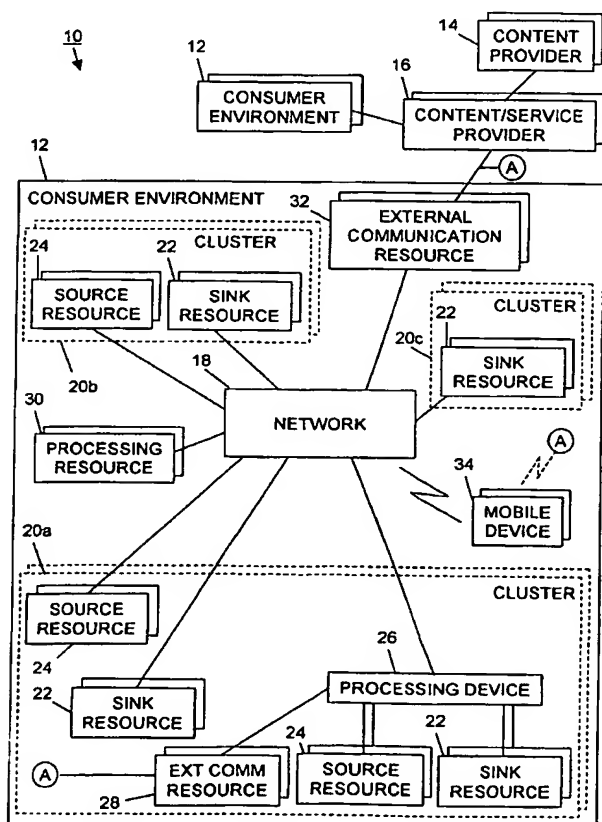 10
14
CONTENT
PROVIDER
12
16
CONSUMER
ENVIRONMENT
CONTENT/SERVICE
PROVIDER
12
A
CONSUMER ENVIRONMENT
32
EXTERNAL
COMMUNICATION
RESOURCE
CLUSTER
24
22
SOURCE
RESOURCE
SINK
RESOURCE
20b
CLUSTER
22
20c
SINK
RESOURCE
18
NETWORK
30
PROCESSING
RESOURCE
A
34
MOBILE
DEVICE
20a
CLUSTER
SOURCE
RESOURCE
24
22
SINK
RESOURCE
26
PROCESSING DEVICE
A
EXT COMM
RESOURCE
28
24
SOURCE
RESOURCE
22
SINK
RESOURCE